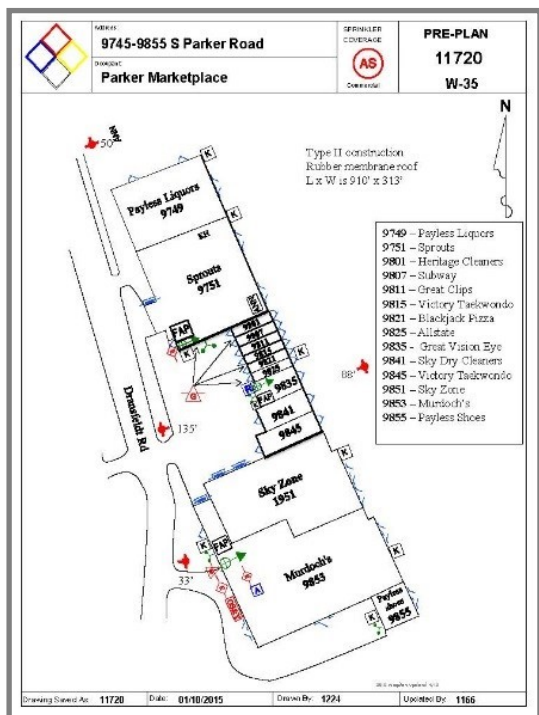 Address:
9745-9855 S Parker Road
Occupant:
Parker Marketplace
SPRINKLER
COVERAGE
AS
Commercial
PRE-PLAN
11720
W-35
N
50'
Type II construction
Rubber membrane roof
L x W is 910' x 313'
K
Payless Liquors
9749
K
KH
Sprouts
9751
9749 – Payless Liquors
9751 – Sprouts
9801 – Heritage Cleaners
9807 – Subway
9811 – Great Clips
9815 – Victory Taekwondo
9821 – Blackjack Pizza
9825 – Allstate
9835 - Great Vision Eye
9841 – Sky Dry Cleaners
9845 – Victory Taekwondo
9851 – Sky Zone
9853 – Murdoch's
9855 – Payless Shoes
FAP
K
G
88'
9835
FAP
9841
9845
Dransfeldt Rd
135'
K
Sky Zone
1951
K
FAP
33'
A
Murdoch's
9853
K
Payless
shoes
9855
K
Drawing Saved As: 11720
Date: 01/10/2015
Drawn By: 1224
Updated By: 1166